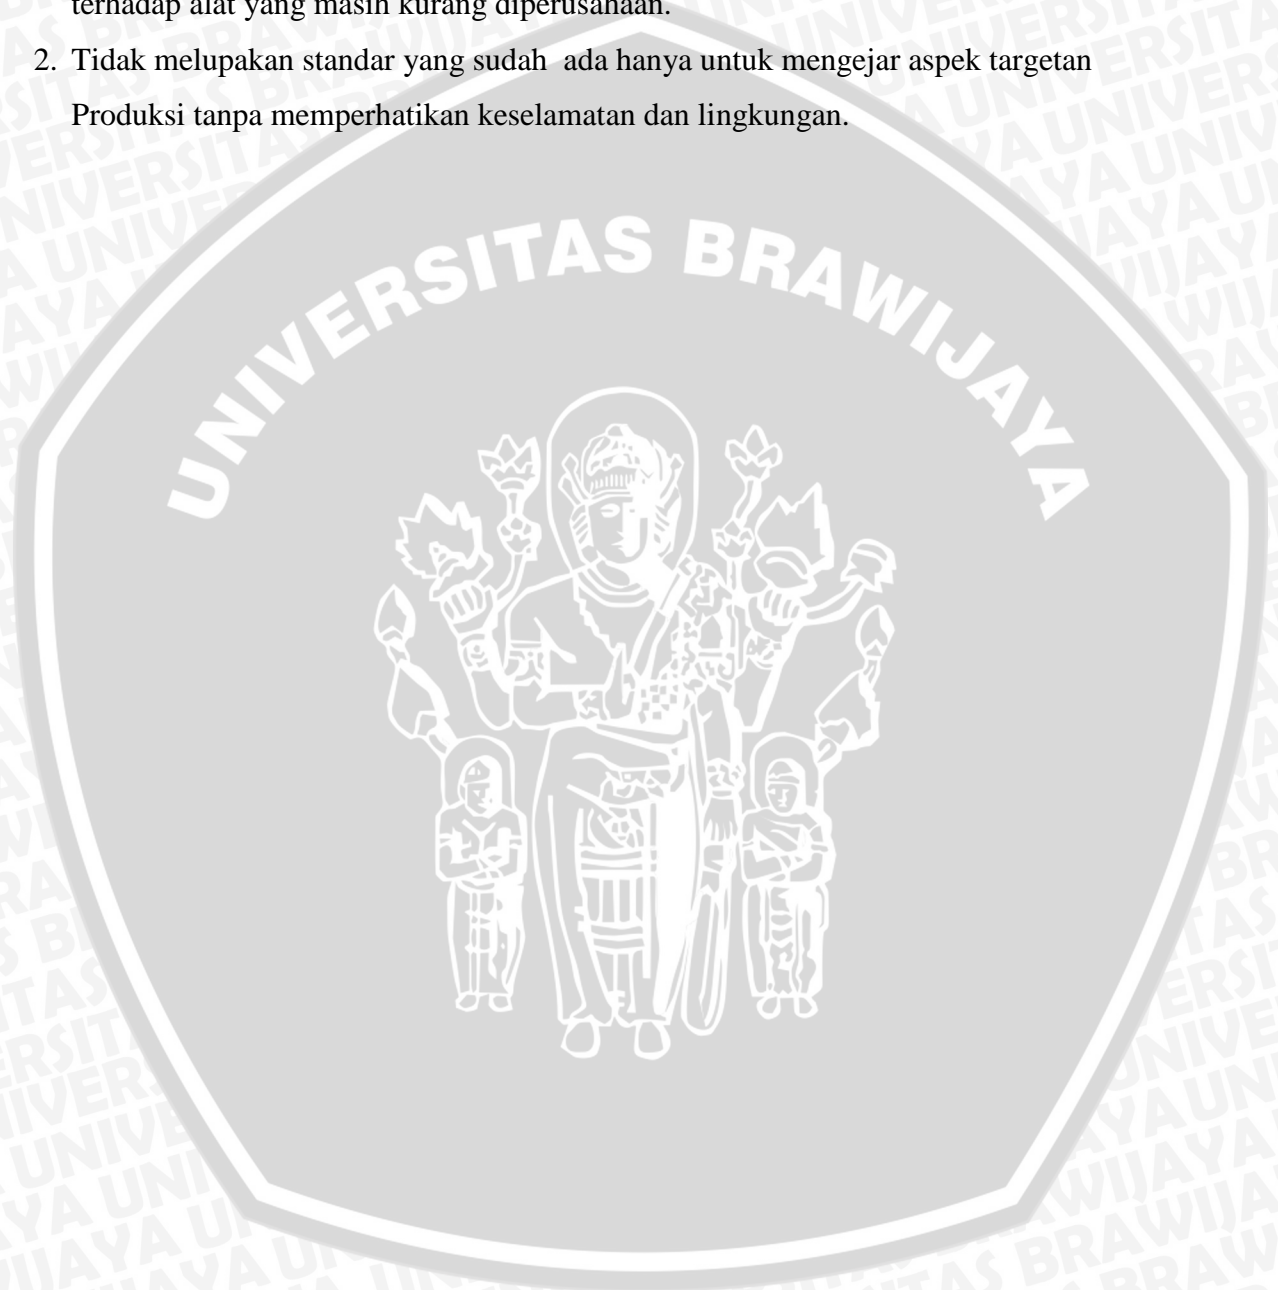 terhadap alat yang masih kurang diperusahaan.
2. Tidak melupakan standar yang sudah ada hanya untuk mengejar aspek targetan
Produksi tanpa memperhatikan keselamatan dan lingkungan.
UNIVERSITAS BRAWIJAYA